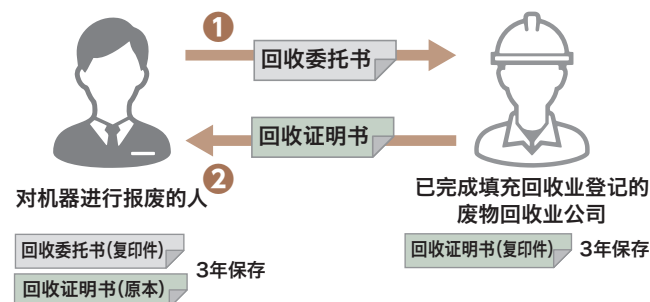 1
回收委托书
回收证明书
2
对机器进行报废的人
已完成填充回收业登记的
废物回收业公司
回收委托书(复印件)
回收证明书(原本)
3年保存
回收证明书(复印件)
3年保存